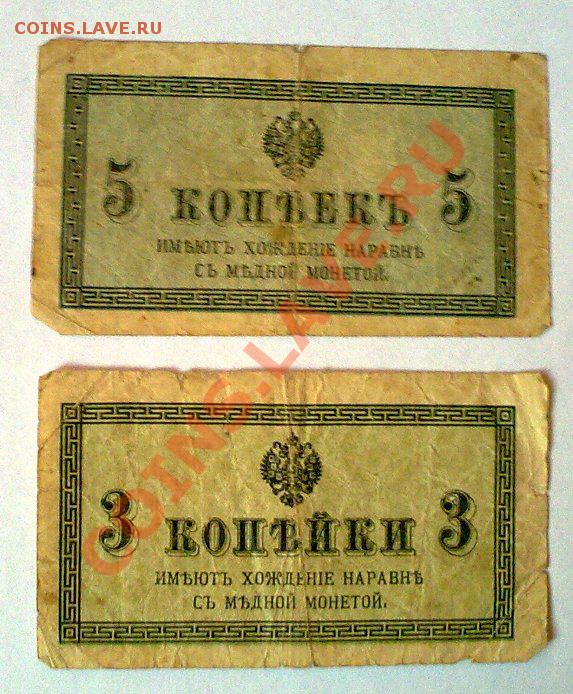 COINS.LAVE.RU
5 КОПѢЕКЪ 5
ИМѢЮТЪ ХОЖДЕНІЕ НАРАВНѢ
СЪ МѢДНОЙ МОНЕТОЙ.
COINS.LAVE.RU
3 КОПѢЙКИ 3
ИМѢЮТЪ ХОЖДЕНІЕ НАРАВНѢ
СЪ МѢДНОЙ МОНЕТОЙ.